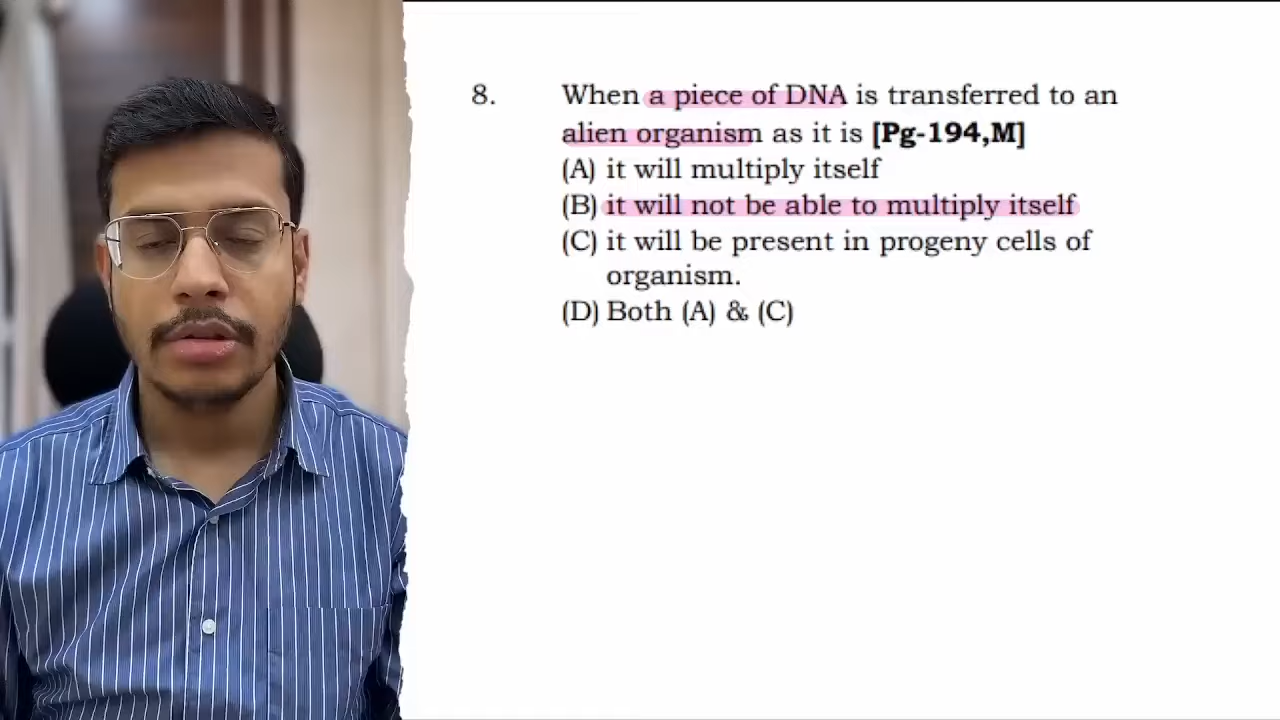 8. When a piece of DNA is transferred to an
alien organism as it is [Pg-194,M]
(A) it will multiply itself
(B) it will not be able to multiply itself
(C) it will be present in progeny cells of
organism.
(D) Both (A) & (C)